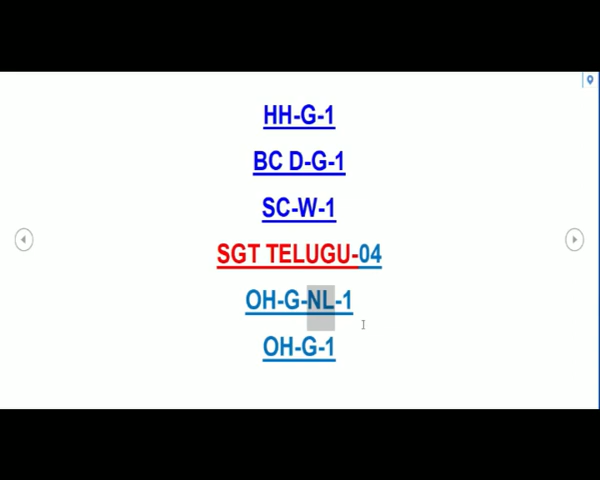 HH-G-1
BC D-G-1
SC-W-1
SGT TELUGU-04
OH-G-NL-1
OH-G-1